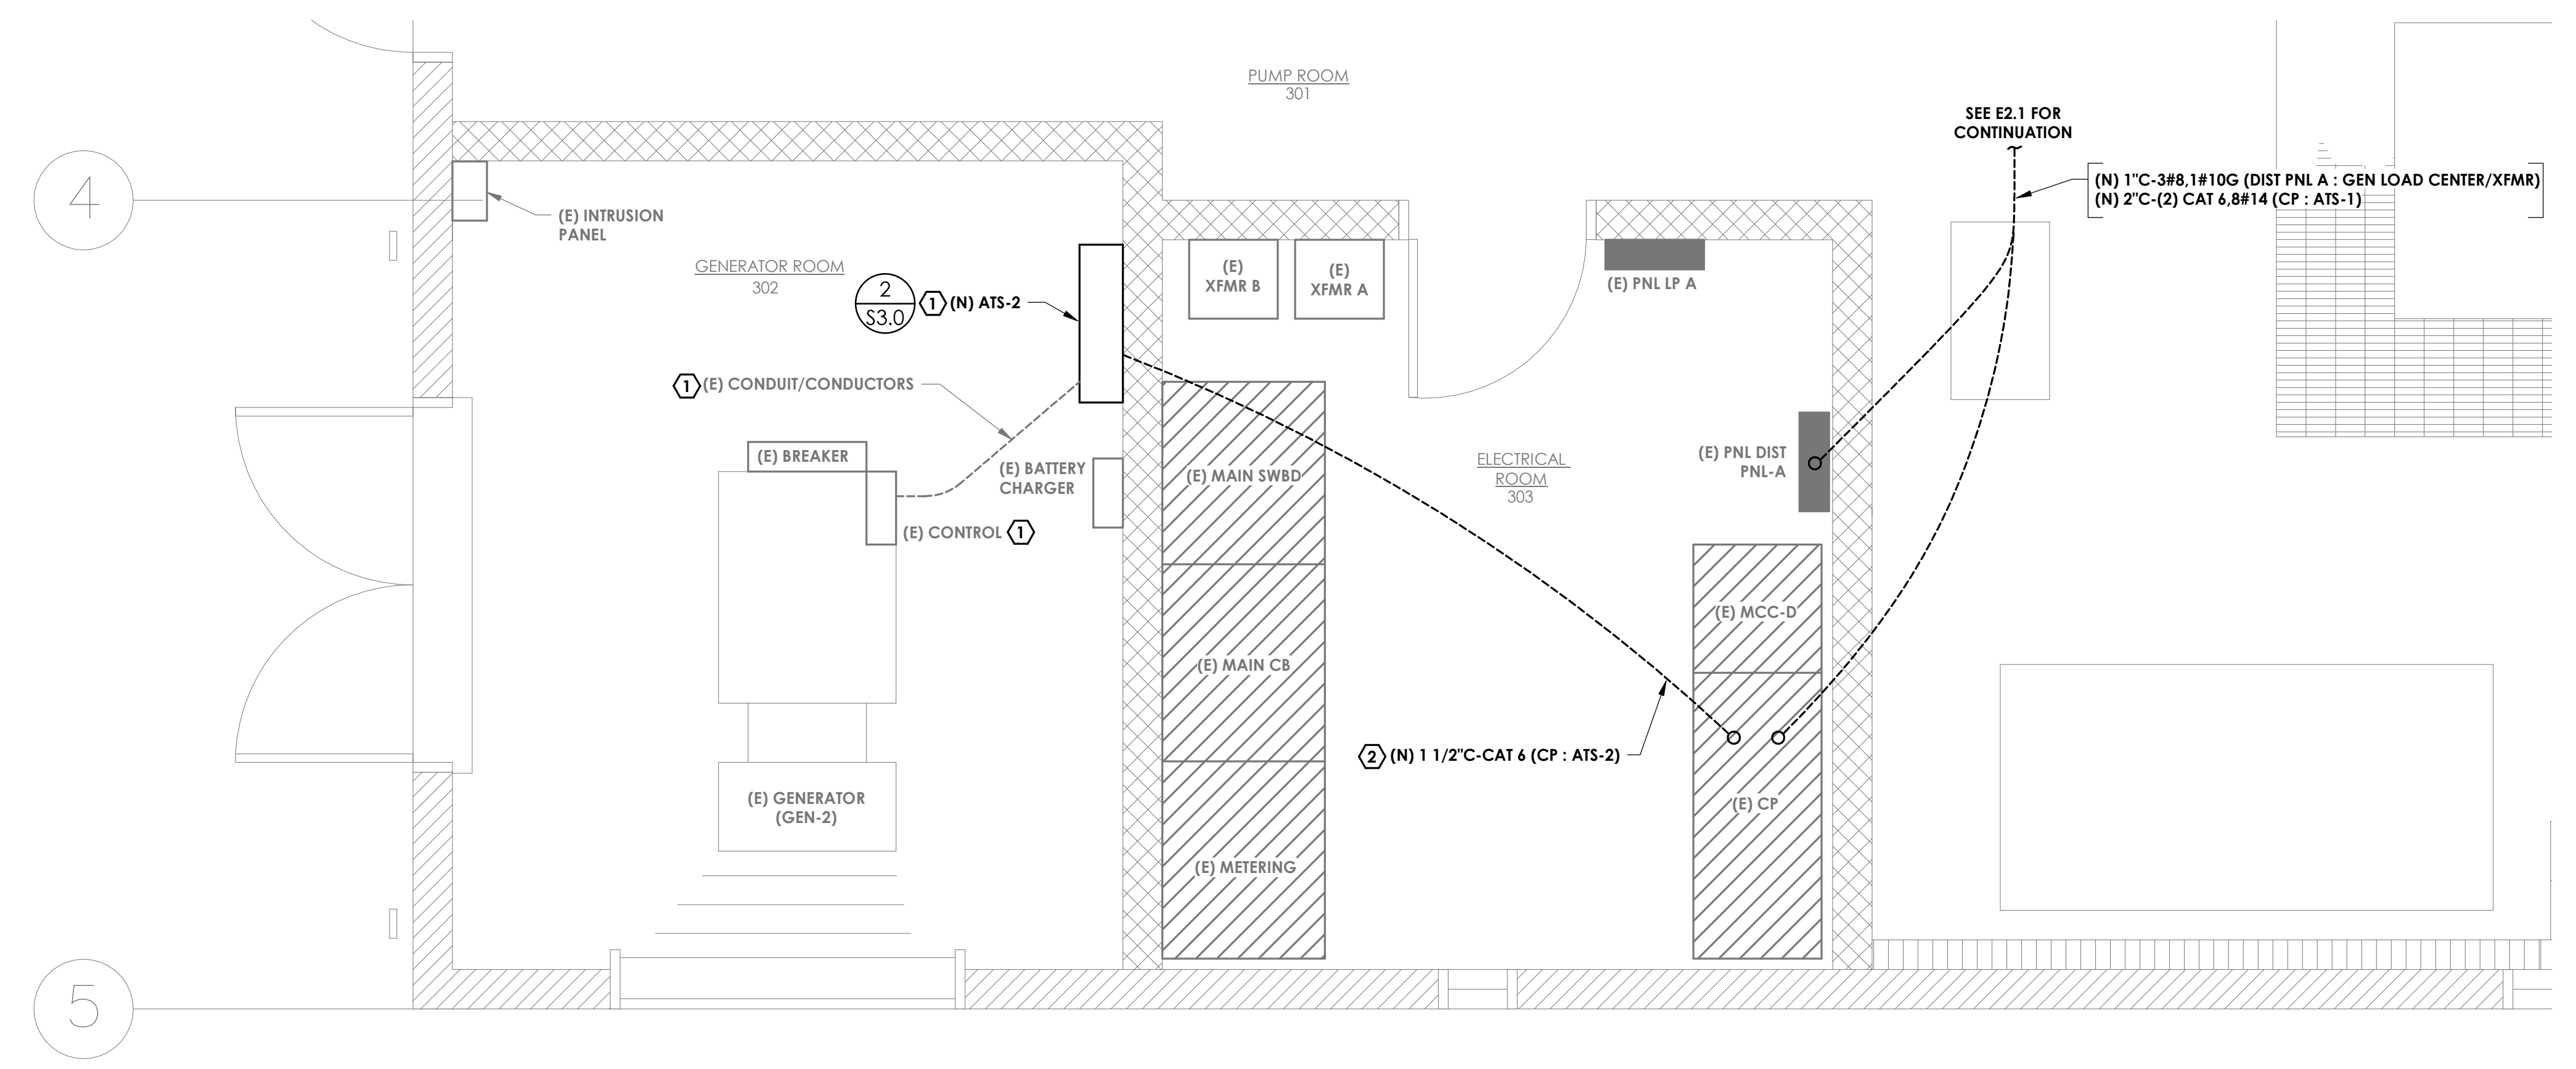 PUMP ROOM
301
SEE E2.1 FOR
CONTINUATION
(N) 1"C-3#8,1#10G (DIST PNL A : GEN LOAD CENTER/XFMR)
(N) 2"C-(2) CAT 6,8#14 (CP : ATS-1)
4
(E) INTRUSION
PANEL
GENERATOR ROOM
302
2
S3.0
1
(N) ATS-2
(E)
XFMR B
(E)
XFMR A
(E) PNL LP A
1
(E) CONDUIT/CONDUCTORS
(E) BREAKER
(E) BATTERY
CHARGER
(E) CONTROL
1
(E) MAIN SWBD
ELECTRICAL
ROOM
303
(E) PNL DIST
PNL-A
(E) MCC-D
(E) MAIN CB
2
(N) 1 1/2"C-CAT 6 (CP : ATS-2)
(E) GENERATOR
(GEN-2)
(E) CP
(E) METERING
5